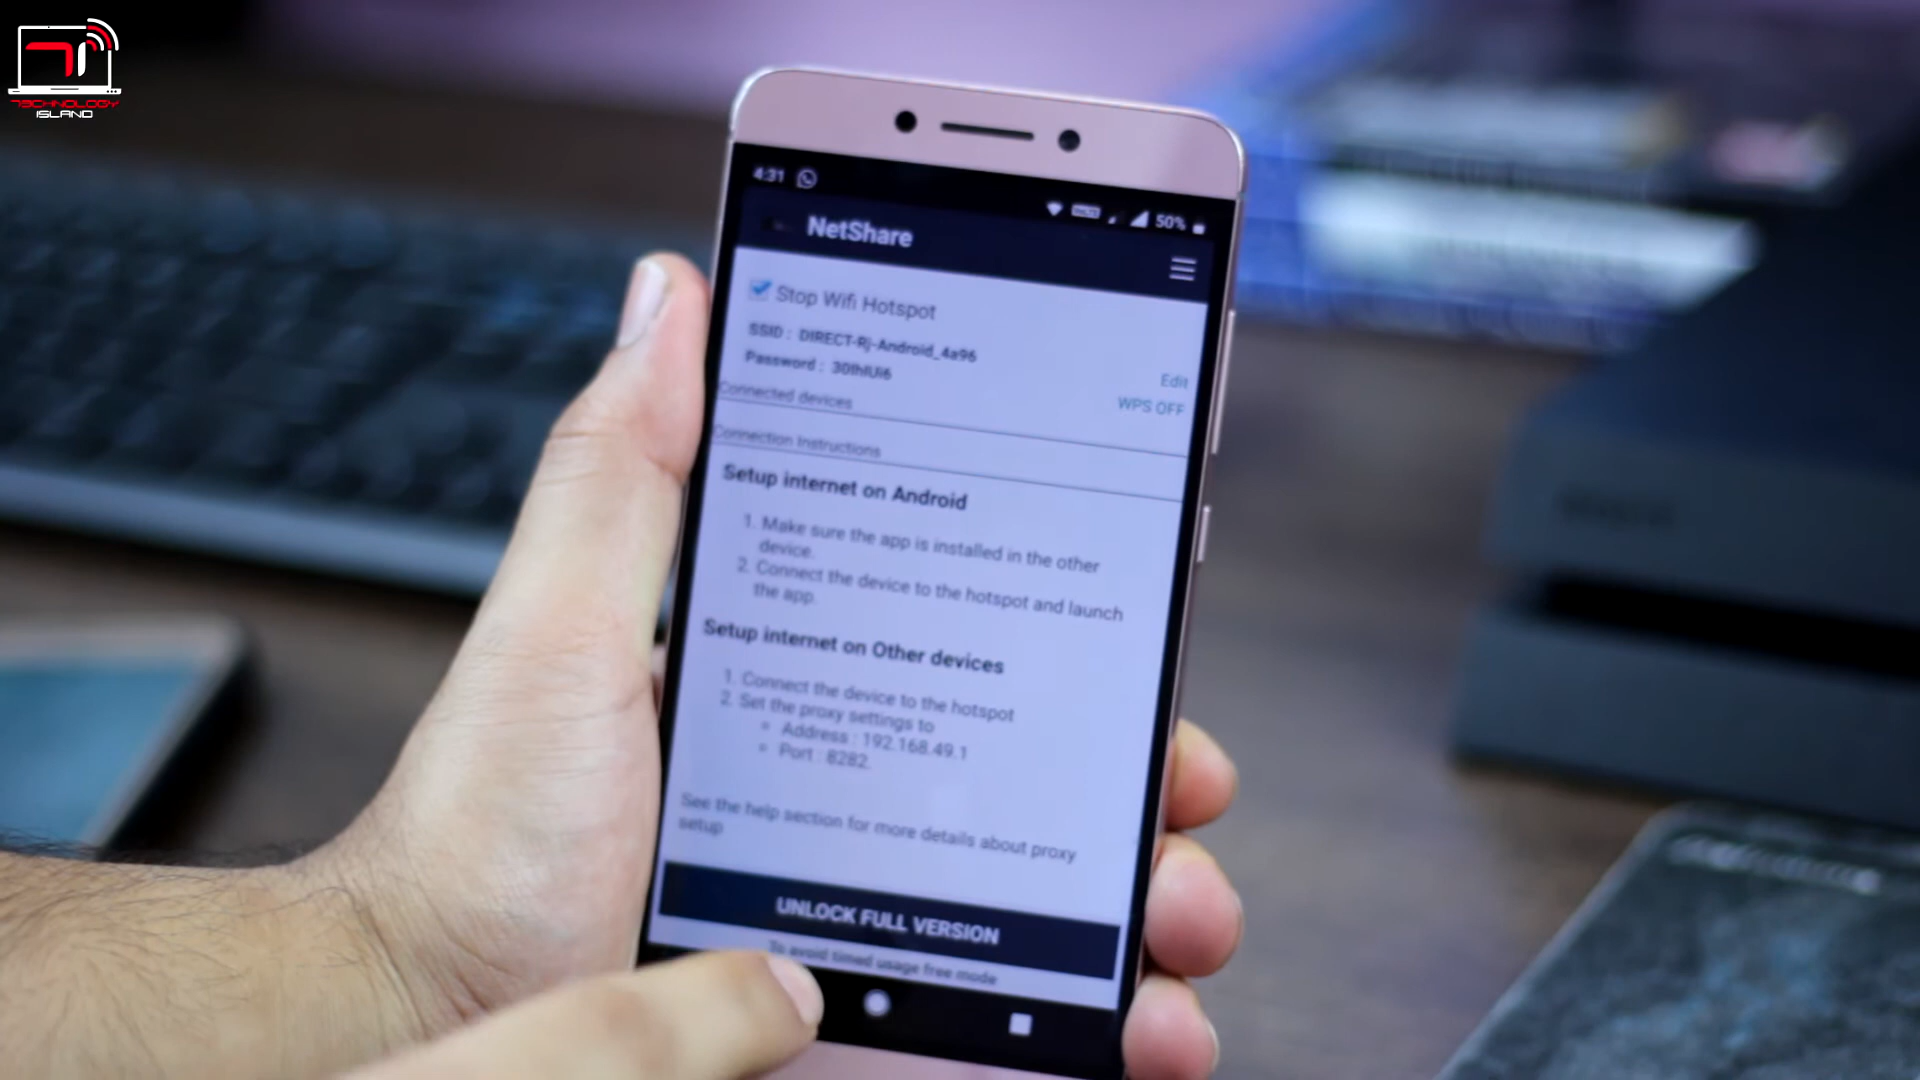 TECHNOLOGY
ISLAND
4:31
50%
NetShare
Stop Wifi Hotspot
SSID : DIRECT-Rj-Android_4a96
Password :
Edit
WPS OFF
Connected devices
Connection Instructions
Setup internet on Android
1. Make sure the app is installed in the other
device.
2. Connect the device to the hotspot and launch
the app.
Setup internet on Other devices
1. Connect the device to the hotspot
2. Set the proxy settings to
Address : 192.168.49.1
Port : 8282.
See the help section for more details about proxy
setup
UNLOCK FULL VERSION
To avoid timed usage free mode